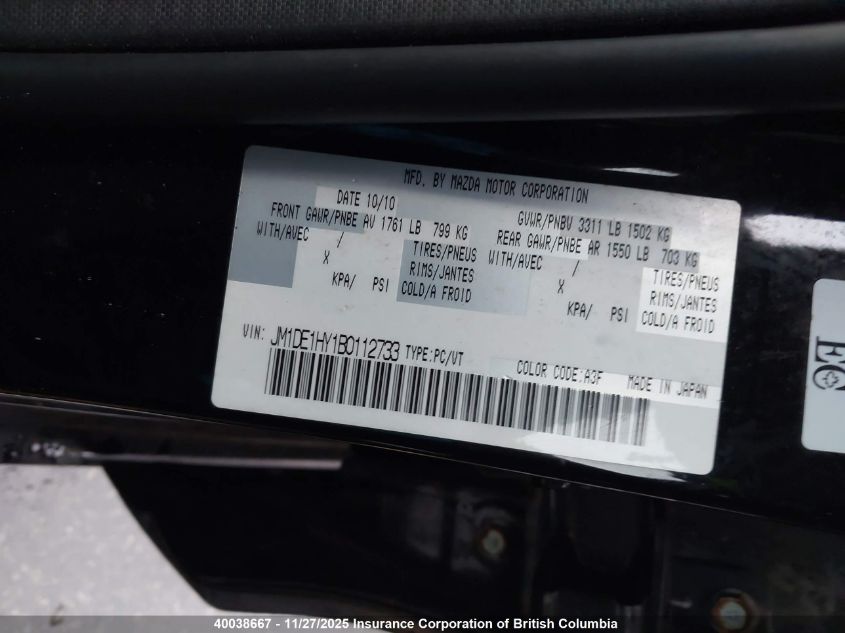 MFD. BY MAZDA MOTOR CORPORATION
DATE 10/10
GVWR/PNBV 3311 LB 1502 KG
FRONT GAWR/PNBE AV 1761 LB 799 KG
REAR GAWR/PNBE AR 1550 LB 703 KG
WITH/AVEC / TIRES/PNEUS
WITH/AVEC / TIRES/PNEUS
X RIMS/JANTES
X RIMS/JANTES
KPA/ PSI COLD/A FROID
KPA/ PSI COLD/A FROID
VIN: JM1DE1HY1B0112733 TYPE:PC/VT
COLOR CODE:A3F MADE IN JAPAN
EC
40038667 - 11/27/2025 Insurance Corporation of British Columbia